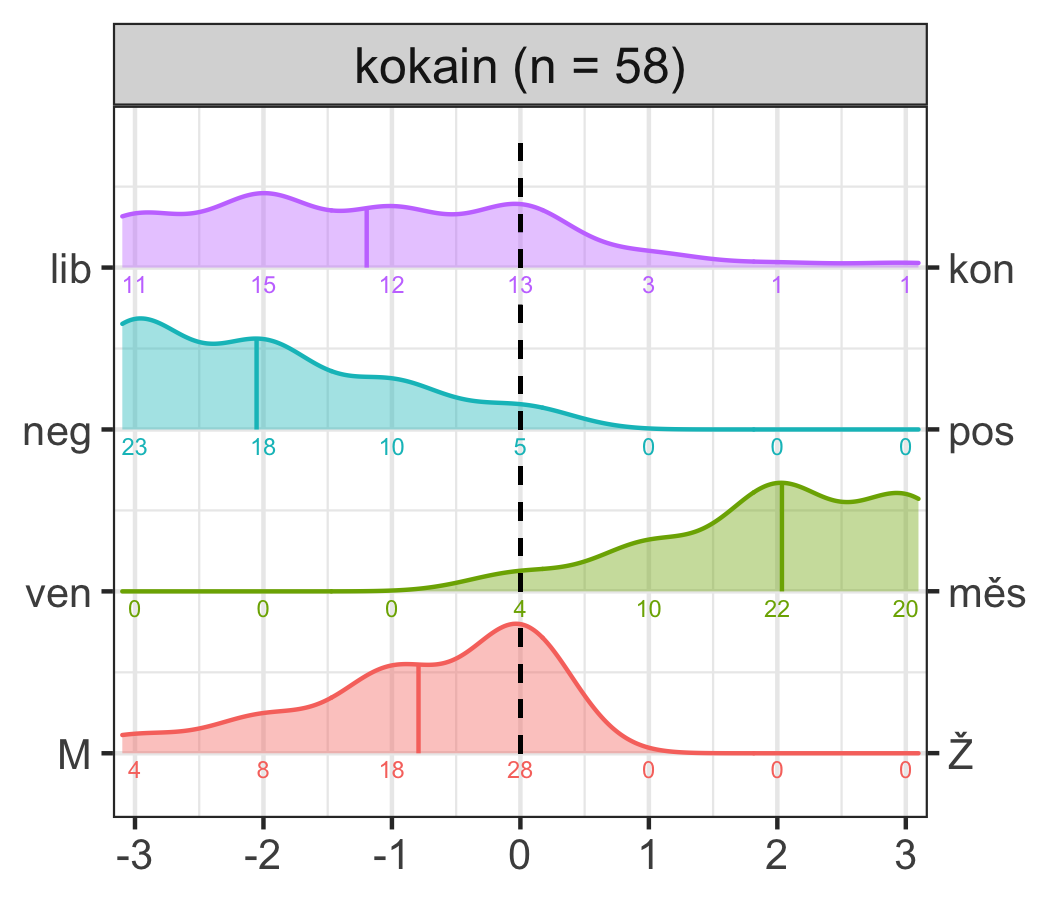 kokain (n = 58)
lib kon
11 15 12 13 3 1 1
neg pos
23 18 10 5 0 0 0
ven měs
0 0 0 4 10 22 20
M Ž
4 8 18 28 0 0 0
-3 -2 -1 0 1 2 3